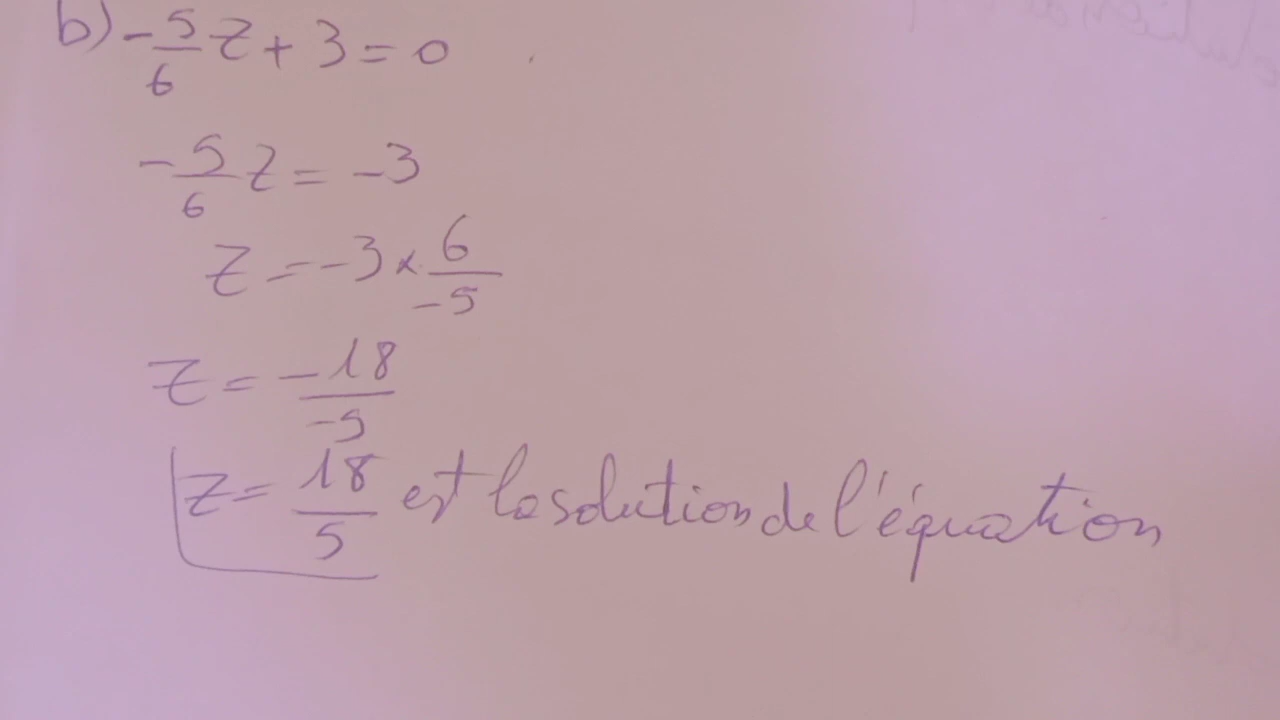 b) -5/6 z + 3 = 0
-5/6 z = -3
z = -3 × 6/-5
z = -18/-5
z = 18/5 est la solution de l'équation